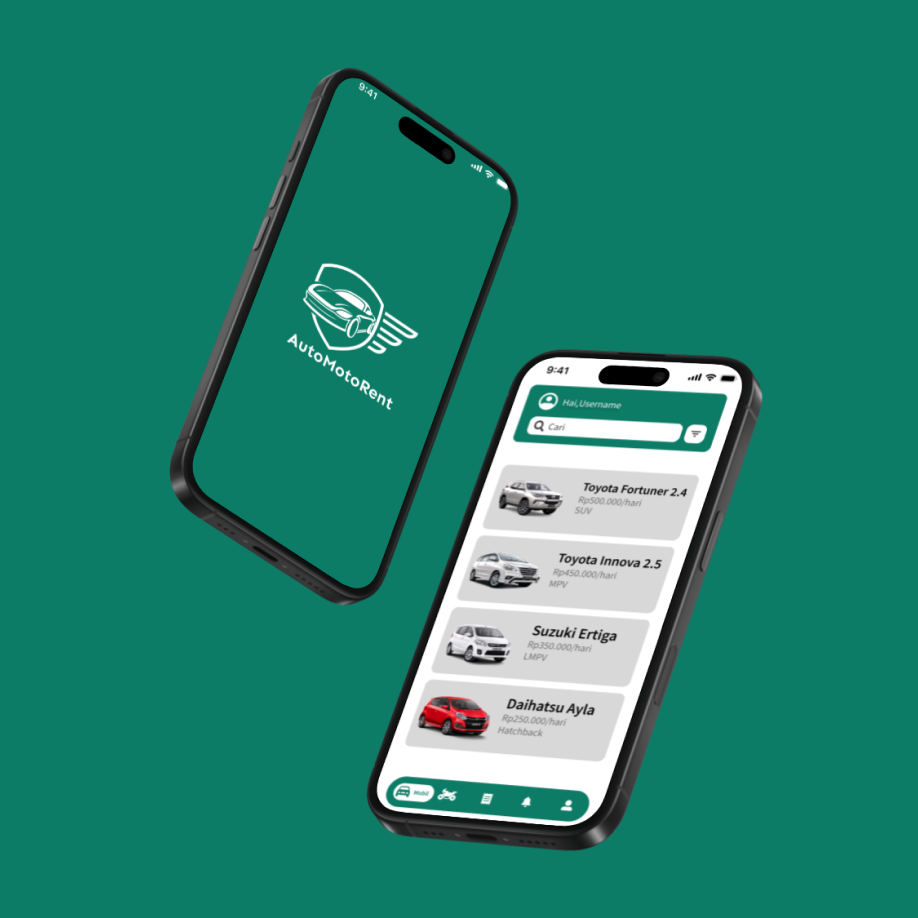 9:41
AutoMotoRent
9:41
Hai,Username
Cari
Toyota Fortuner 2.4
Rp500.000/hari
SUV
Toyota Innova 2.5
Rp450.000/hari
MPV
Suzuki Ertiga
Rp350.000/hari
LMPV
Daihatsu Ayla
Rp250.000/hari
Hatchback
Mobil